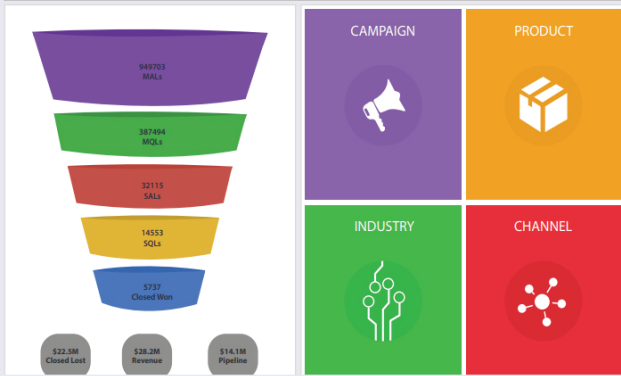 949703
MALs
387494
MQLs
32115
SALs
14553
SQLs
5737
Closed Won
$22.5M
Closed Lost
$28.2M
Revenue
$14.1M
Pipeline
CAMPAIGN
PRODUCT
INDUSTRY
CHANNEL